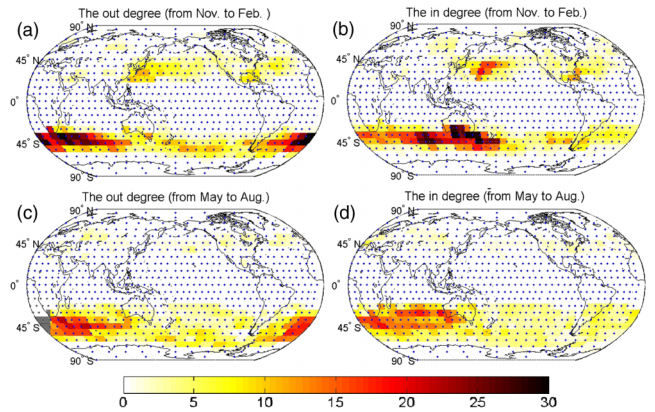 The out degree (from Nov. to Feb. )
The in degree (from Nov. to Feb. )
(a)
90° N
45° N
0°
45° S
90° S
(b)
90° N
45° N
0°
45° S
90° S
The out degree (from May to Aug.)
The in degree (from May to Aug.)
(c)
90° N
45° N
0°
45° S
90° S
(d)
90° N
45° N
0°
45° S
90° S
0 5 10 15 20 25 30